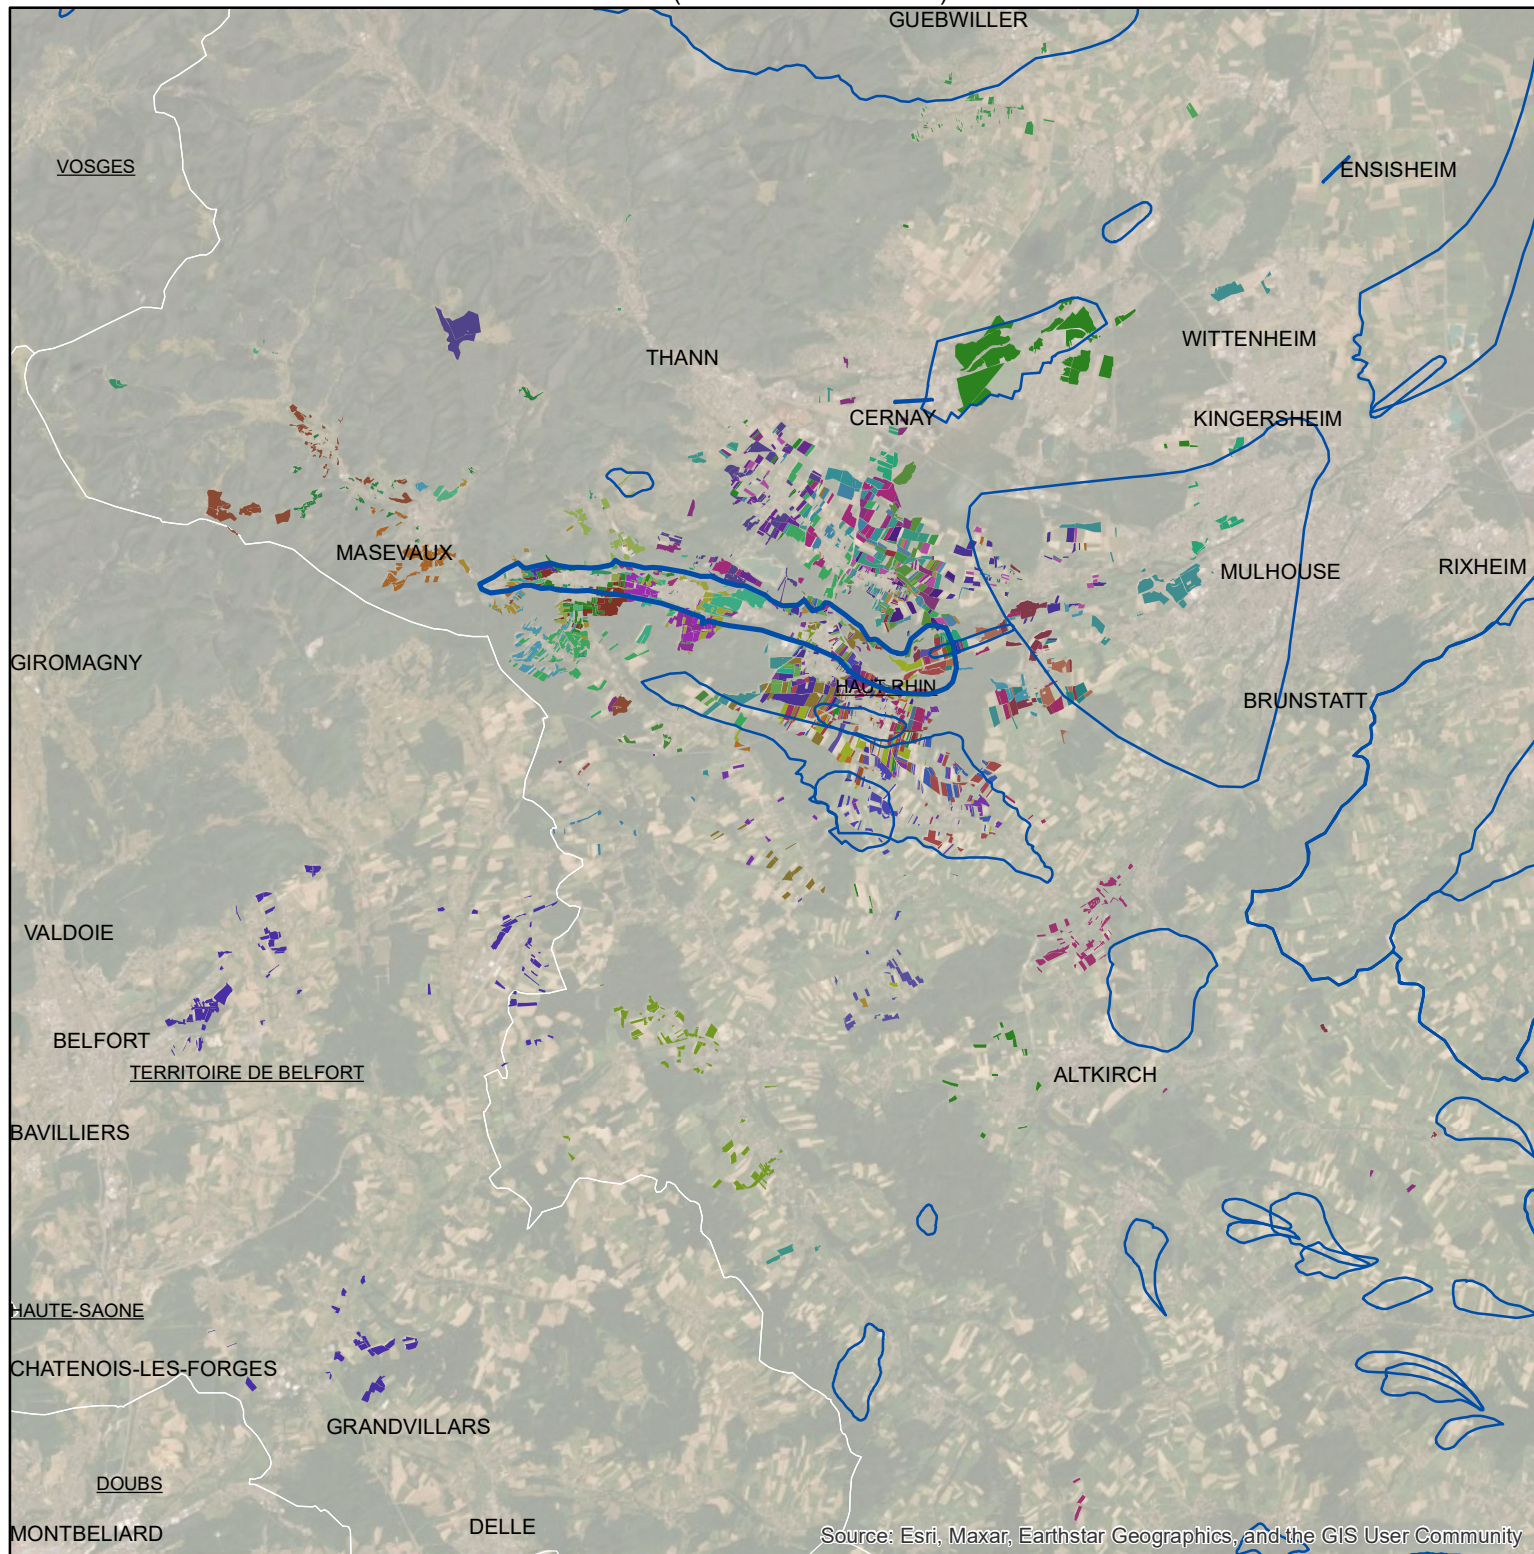 GUEBWILLER
VOSGES
ENSISHEIM
WITTENHEIM
THANN
CERNAY
KINGERSHEIM
MASEVAUX
MULHOUSE
RIXHEIM
GIROMAGNY
HAUT-RHIN
BRUNSTATT
VALDOIE
BELFORT
TERRITOIRE DE BELFORT
ALTKIRCH
BAVILLIERS
HAUTE-SAONE
CHATENOIS-LES-FORGES
GRANDVILLARS
DOUBS
DELLE
MONTBELIARD
Source: Esri, Maxar, Earthstar Geographics, and the GIS User Community